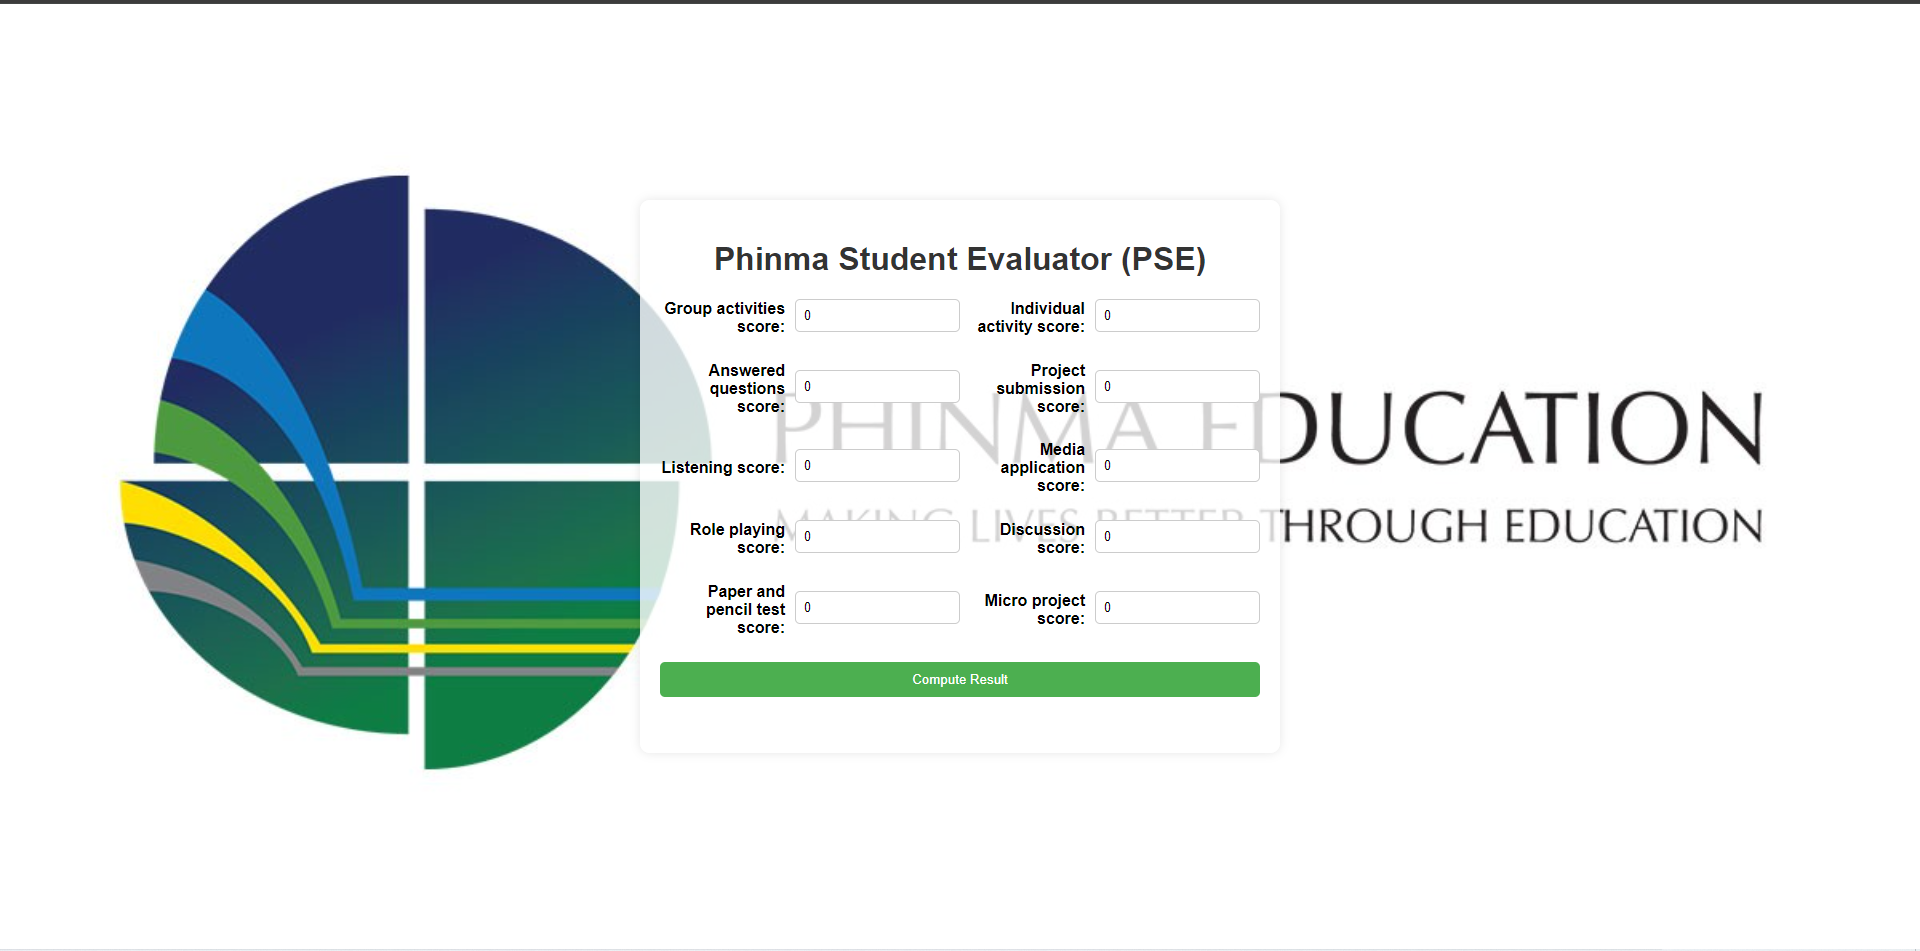 Phinma Student Evaluator (PSE)
Group activities
score:
0
Individual
activity score:
0
Answered
questions
score:
0
Project
submission
score:
0
PHINMA EDUCATION
Listening score:
0
Media
application
score:
0
MAKING LIVES BETTER THROUGH EDUCATION
Role playing
score:
0
Discussion
score:
0
Paper and
pencil test
score:
0
Micro project
score:
0
Compute Result